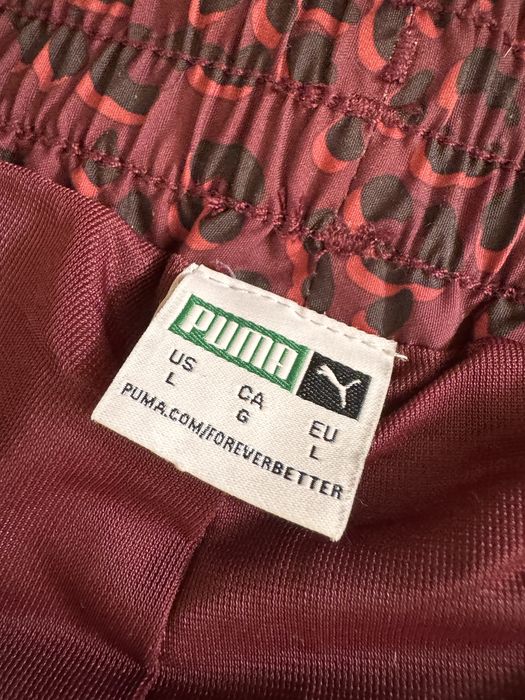 PUMA
US CA EU
L G L
PUMA.COM/FOREVERBETTER